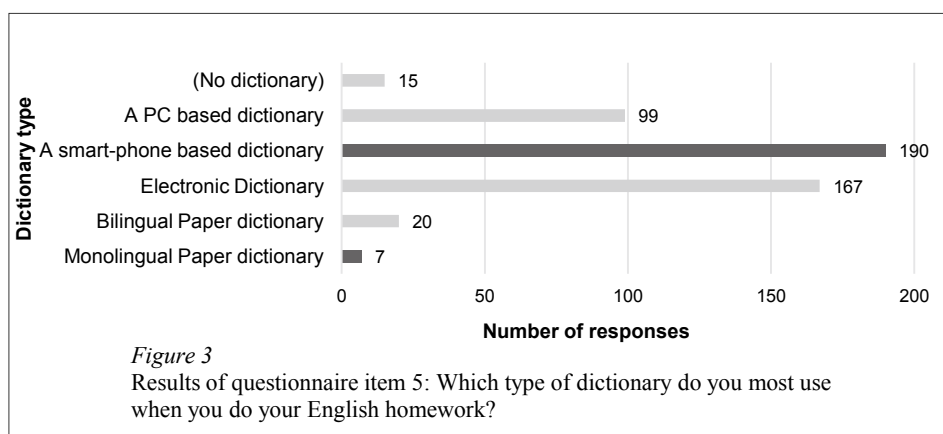 Dictionary type
(No dictionary) 15
A PC based dictionary 99
A smart-phone based dictionary 190
Electronic Dictionary 167
Bilingual Paper dictionary 20
Monolingual Paper dictionary 7
0 50 100 150 200
Number of responses
Figure 3
Results of questionnaire item 5: Which type of dictionary do you most use
when you do your English homework?